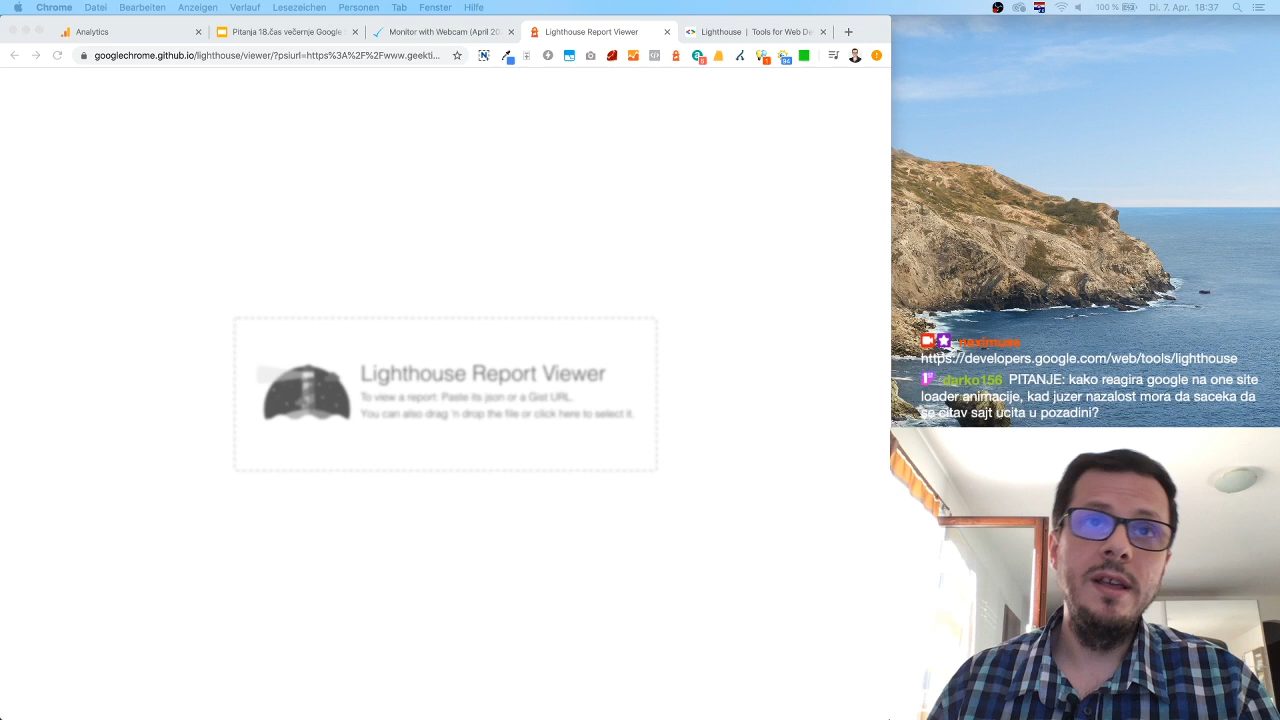 Chrome Datei Bearbeiten Anzeigen Verlauf Lesezeichen Personen Tab Fenster Hilfe
100 % Di. 7. Apr. 18:37
Analytics
Pitanja večernje Google
Monitor with Webcam (April 20
Lighthouse Report Viewer
Lighthouse | Tools for Web De
googlechrome.github.io/lighthouse/viewer/?psiurl=https%3A%2F%2Fwww.geekti...
Lighthouse Report Viewer
To view a report: Paste its json or a Gist URL.
You can also drag 'n drop the file or click here to select it.
naximuse
https://developers.google.com/web/tools/lighthouse
darko156 PITANJE: kako reagira google na one site
loader animacije, kad juzer nazalost mora da saceka da
se citav sajt ucita u pozadini?